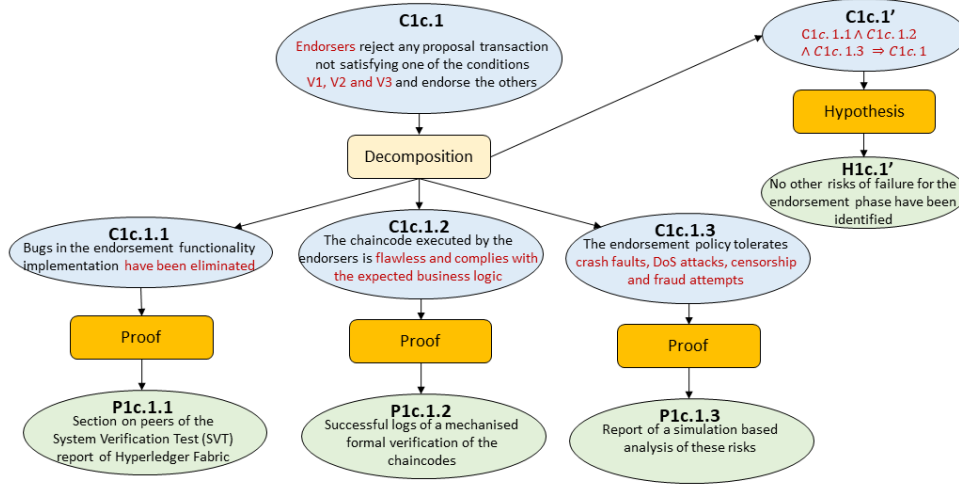 C1c.1
Endorsers reject any proposal transaction
not satisfying one of the conditions
V1, V2 and V3 and endorse the others
C1c.1’
C1c.1.1 ∧ C1c.1.2
∧ C1c.1.3 ⇒ C1c.1
Hypothesis
H1c.1’
No other risks of failure for the
endorsement phase have been
identified
Decomposition
C1c.1.1
Bugs in the endorsement functionality
implementation have been eliminated
C1c.1.2
The chaincode executed by the
endorsers is flawless and complies with
the expected business logic
C1c.1.3
The endorsement policy tolerates
crash faults, DoS attacks, censorship
and fraud attempts
Proof
Proof
Proof
P1c.1.1
Section on peers of the
System Verification Test (SVT)
report of Hyperledger Fabric
P1c.1.2
Successful logs of a mechanised
formal verification of the
chaincodes
P1c.1.3
Report of a simulation based
analysis of these risks